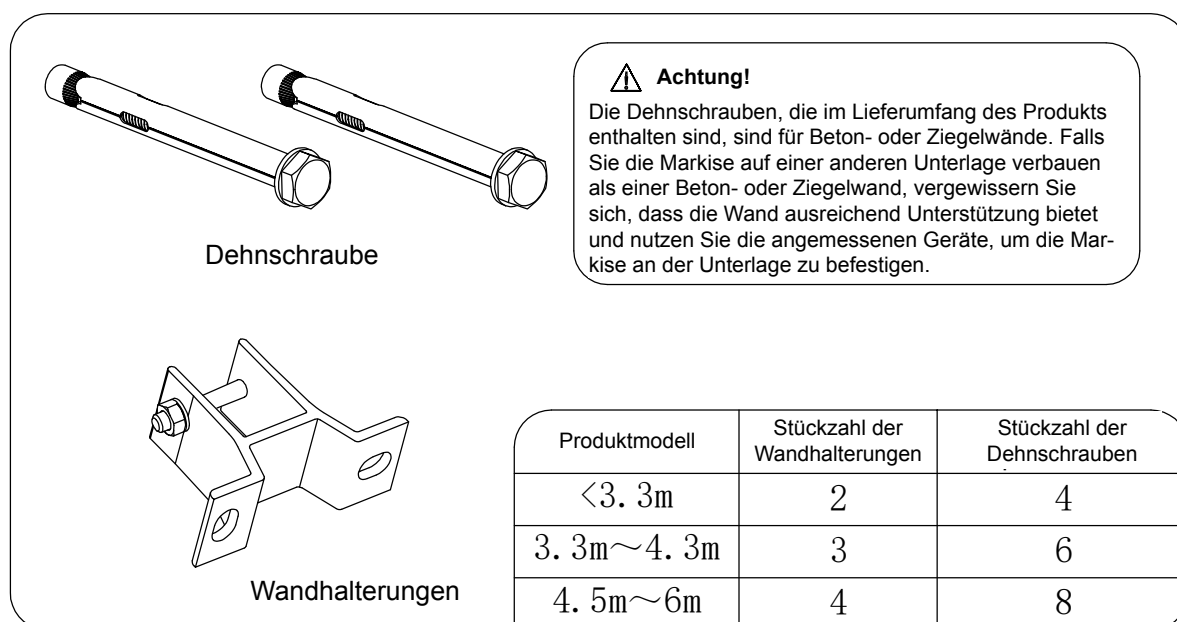 Achtung!
Die Dehnschrauben, die im Lieferumfang des Produkts
enthalten sind, sind für Beton- oder Ziegelwände. Falls
Sie die Markise auf einer anderen Unterlage verbauen
als einer Beton- oder Ziegelwand, vergewissern Sie
sich, dass die Wand ausreichend Unterstützung bietet
und nutzen Sie die angemessenen Geräte, um die Mar-
kise an der Unterlage zu befestigen.
Dehnschraube
Wandhalterungen
Produktmodell
Stückzahl der
Wandhalterungen
Stückzahl der
Dehnschrauben
<3.3m 2 4
3.3m～4.3m 3 6
4.5m～6m 4 8